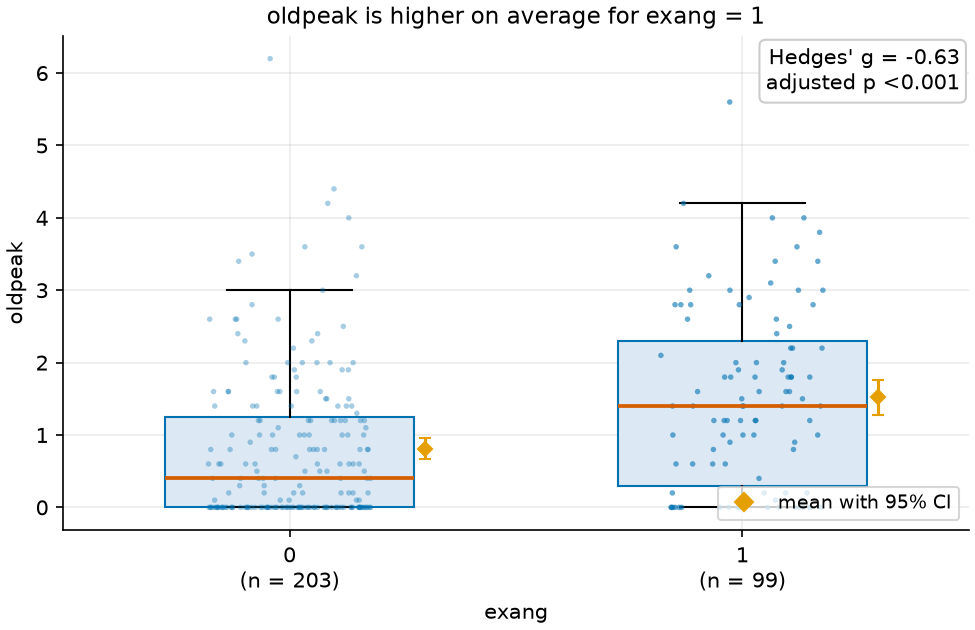 oldpeak is higher on average for exang = 1
Hedges' g = -0.63
adjusted p <0.001
oldpeak
6
5
4
3
2
1
0
mean with 95% CI
0
(n = 203)
1
(n = 99)
exang